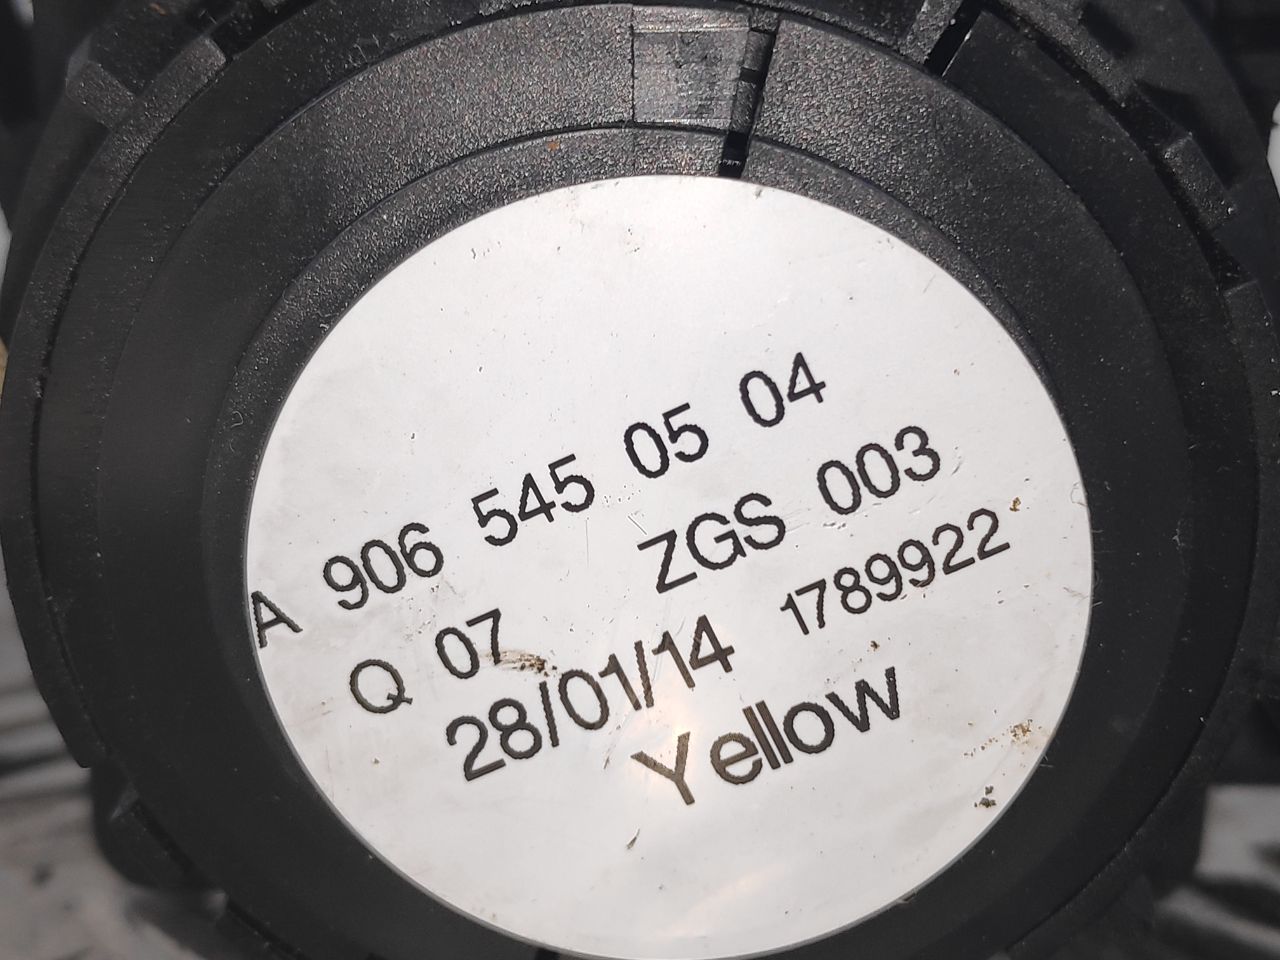 A 906 545 05 04
Q 07 ZGS 003
28/01/14 1789922
Yellow